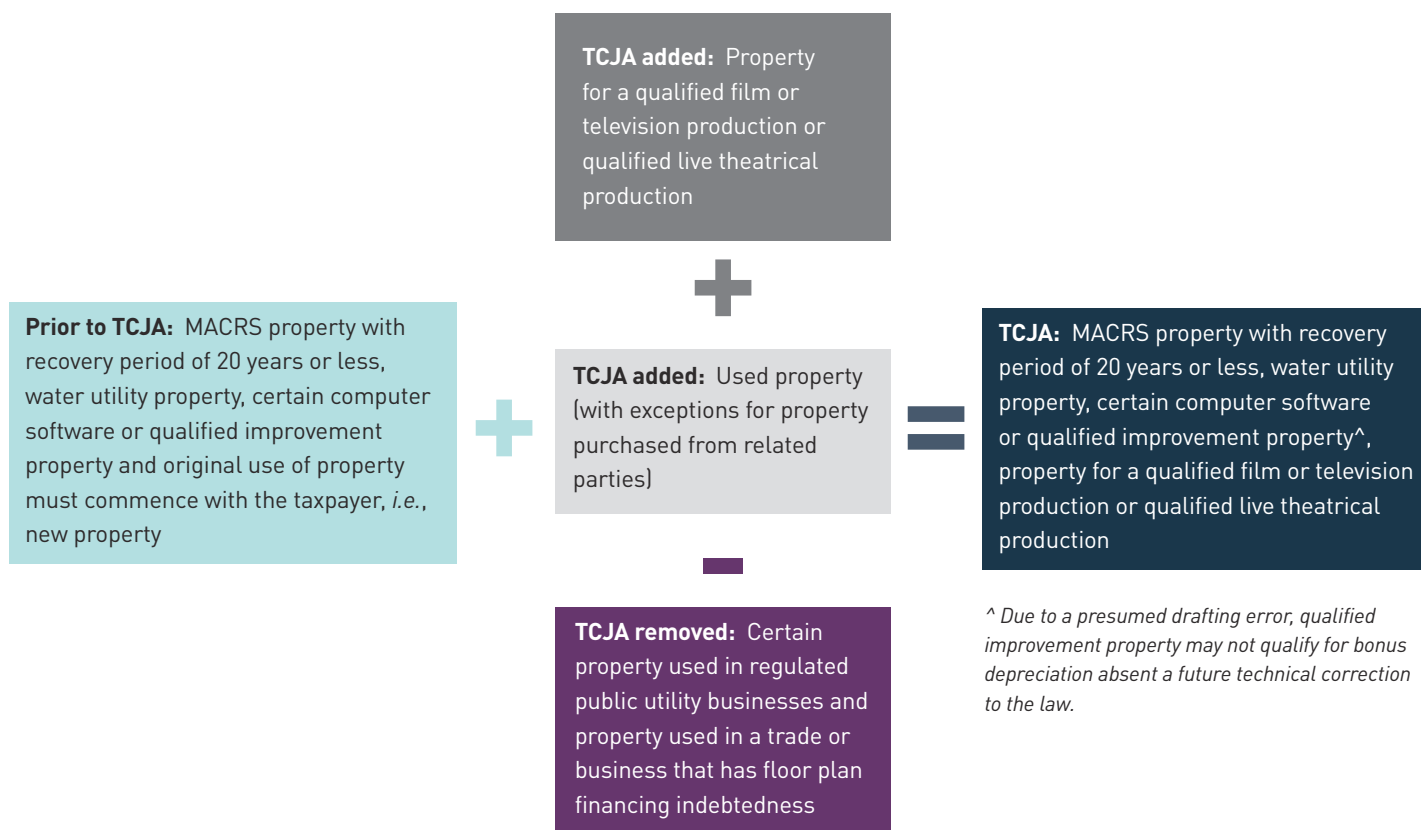 TCJA added: Property
for a qualified film or
television production or
qualified live theatrical
production
Prior to TCJA: MACRS property with
recovery period of 20 years or less,
water utility property, certain computer
software or qualified improvement
property and original use of property
must commence with the taxpayer, i.e.,
new property
TCJA added: Used property
(with exceptions for property
purchased from related
parties)
TCJA removed: Certain
property used in regulated
public utility businesses and
property used in a trade or
business that has floor plan
financing indebtedness
TCJA: MACRS property with recovery
period of 20 years or less, water utility
property, certain computer software
or qualified improvement property^,
property for a qualified film or television
production or qualified live theatrical
production
^ Due to a presumed drafting error, qualified
improvement property may not qualify for bonus
depreciation absent a future technical correction
to the law.